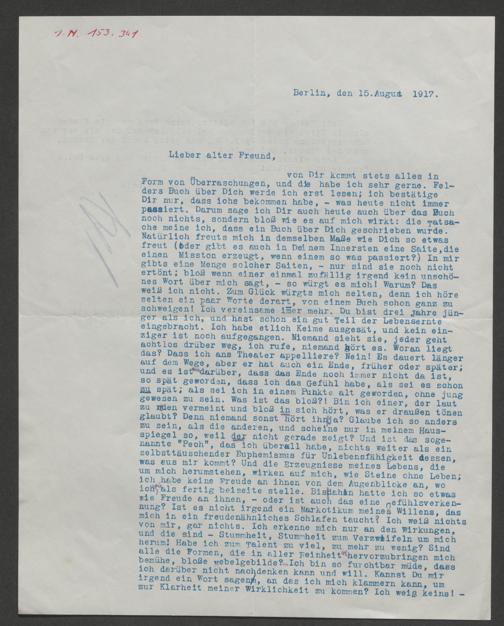 J.N. 153.341
Berlin, den 15.August 1917.
Lieber alter Freund,
von Dir kommt stets alles in
Form von Überraschungen, und die habe ich sehr gerne. Fel-
ders Buch über Dich werde ich erst lesen; ich bestätige
Dir nur, dass ichs bekommen habe, - was heute nicht immer
passiert. Darum sage ich Dir auch heute auch über das Buch
noch nichts, sondern bloß wie es auf mich wirkt: die Tatsa-
che meine ich, dass ein Buch über Dich geschrieben wurde.
Natürlich freuts mich in demselben Maße wie Dich so etwas
freut (oder gibt es auch in Deinem Innersten eine Saite,die
einen Misston erzeugt, wenn einem so was passiert?) In mir
gibts eine Menge solcher Saiten, - nur sind sie noch nicht
ertönt; bloß wenn einer einmal zufällig irgend kein unschö-
nes Wort über mich sagt, - so würgt es mich! Warum? Das
weiß ich nicht. Zum Glück würgts mich selten, denn ich höre
selten ein paar Worte derart, von einem Buch schon ganz zu
schweigen! Ich vereinsame imer mehr. Du bist drei Jahre jün-
ger als ich, und hast schon ein gut Teil der Lebensernte
eingebracht. Ich habe etlich Keime ausgesät, und kein ein-
ziger ist noch aufgegangen. Niemand sieht sie, jeder geht
achtlos drüber weg, ich rufe, niemand hört es. Woran liegt
das? Dass ich ans Theater appelliere? Nein! Es dauert länger
auf dem Wege, aber er hat auch ein Ende, früher oder später;
und es ist darüber, dass das Ende noch immer nicht da ist,
so spät geworden, dass ich das Gefühl habe, als sei es schon
zu spät; als sei ich in einem Punkte alt geworden, ohne jung
gewesen zu sein. Was ist das bloß?! Bin ich einer, der laut
zu sein vermeint und bloß in sich hört, was er draußen tönen
glaubt? Denn niemand sonst hört ihn ja? Glaube ich so anders
zu sein, als die anderen, und scheine nur in meinem Haus-
spiegel so, weil der nicht gerade zeigt? Und ist das soge-
nannte "Pech", das ich überall habe, nichts weiter als ein
selbsttäuschender Euphemismus für Unlebensfähigkeit dessen,
was aus mir kommt? Und die Erzeugnisse meines Lebens, die
um mich herumstehen, wirken auf mich, wie Steine ohne Leben;
ich habe keine Freude an ihnen von dem Augenblicke an, wo
ich als fertig beiseite stelle. Bisdahin hatte ich so etwas
wie Freude an ihnen, - oder ist auch das eine gefühlsverken-
nung? Ist es nicht irgend ein Narkotikum meines Willens, das
mich in ein freudenähnliches Schlafen taucht? Ich weiß nichts
von mir, gar nichts. Ich erkenne mich nur an den Wirkungen,
und die sind - Stummheit, Stummheit zum Verzweifeln um mich
herum! Habe ich zum Talent zu viel, zu mehr zu wenig? Sind
alle die Formen, die in aller Reinheit hervorzubringen mich
bemühe, bloße Nebelgebilde? Ich bin so furchtbar müde, dass
ich darüber nicht nachdenken kann und will. Kannst Du mir
irgend ein Wort sagen, an das ich mich klammern kann, um
zur Klarheit meiner Wirklichkeit zu kommen? Ich weiß keins! -